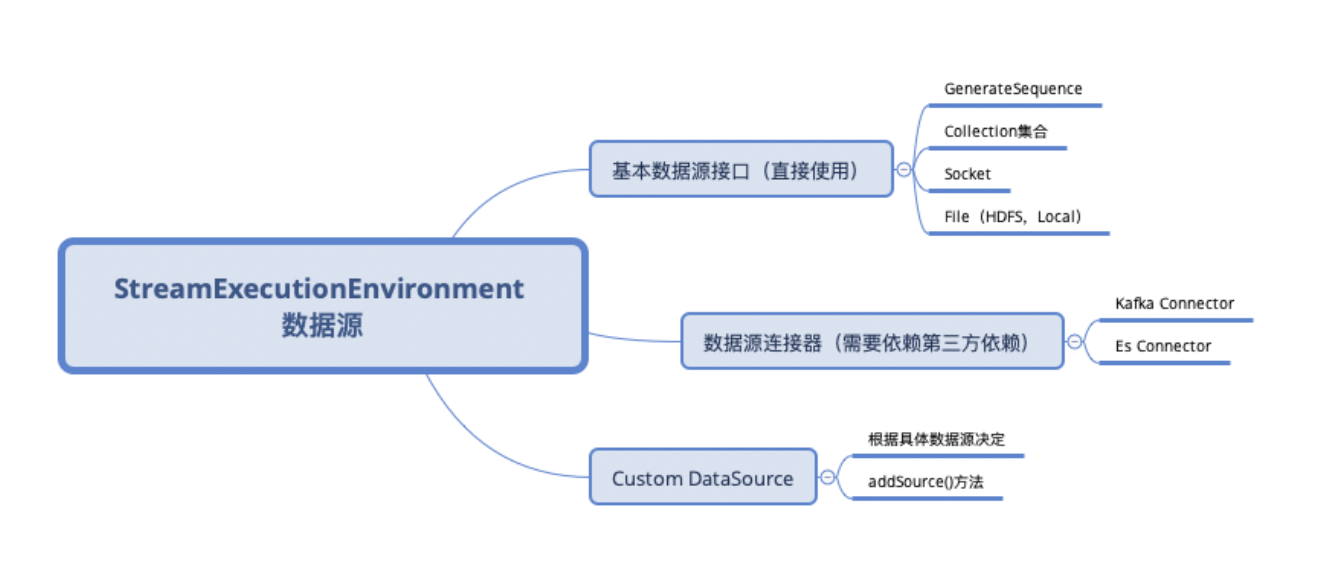 StreamExecutionEnvironment
数据源
基本数据源接口（直接使用）
GenerateSequence
Collection集合
Socket
File（HDFS，Local）
数据源连接器（需要依赖第三方依赖）
Kafka Connector
Es Connector
Custom DataSource
根据具体数据源决定
addSource()方法